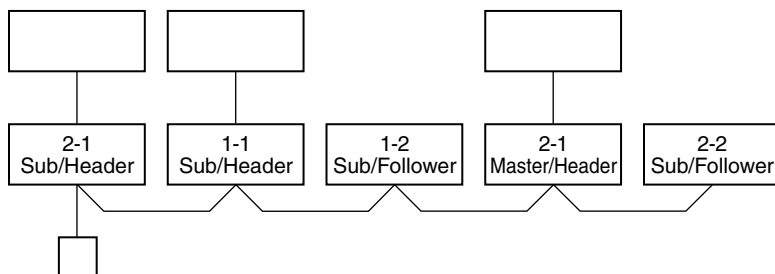 2-1
Sub/Header
1-1
Sub/Header
1-2
Sub/Follower
2-1
Master/Header
2-2
Sub/Follower